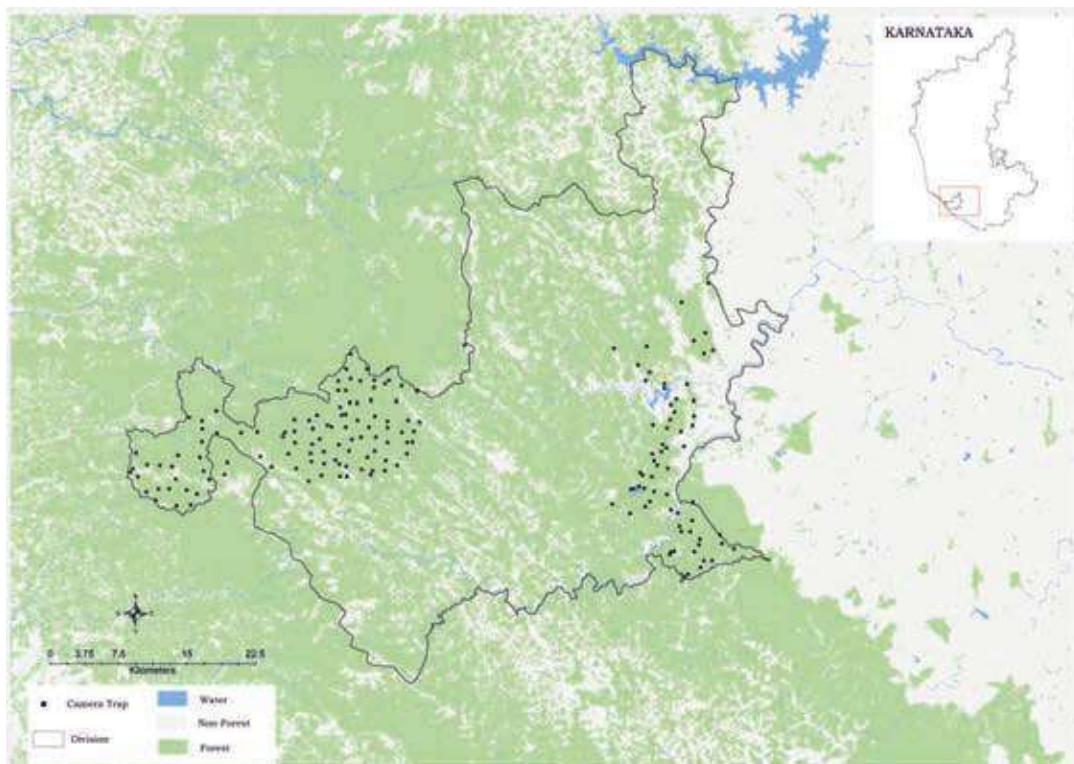 KARNATAKA
0 3.75 7.5 15 22.5
Kilometers
Camera Trap
Division
Water
Non-Forest
Forest